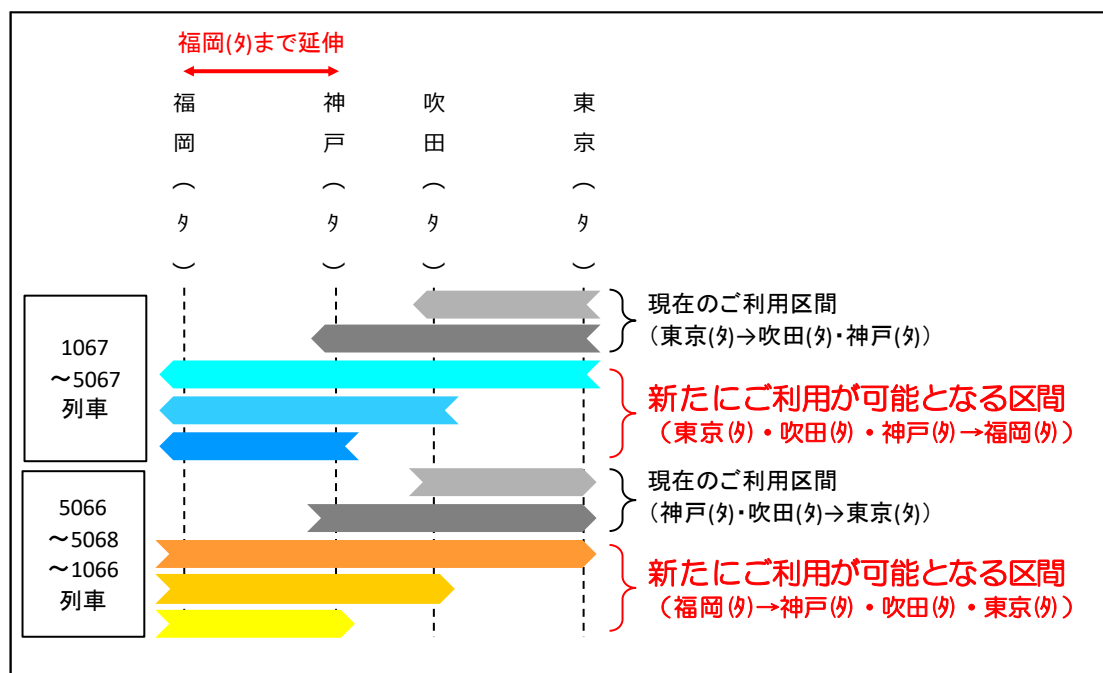 福岡(ﾀ)まで延伸
福岡(ﾀ)
神戸(ﾀ)
吹田(ﾀ)
東京(ﾀ)
1067
～5067
列車
現在のご利用区間
（東京(ﾀ)→吹田(ﾀ)･神戸(ﾀ)）
新たにご利用が可能となる区間
（東京(ﾀ)・吹田(ﾀ)・神戸(ﾀ)→福岡(ﾀ)）
5066
～5068
～1066
列車
現在のご利用区間
（神戸(ﾀ)･吹田(ﾀ)→東京(ﾀ)）
新たにご利用が可能となる区間
（福岡(ﾀ)→神戸(ﾀ)・吹田(ﾀ)・東京(ﾀ)）